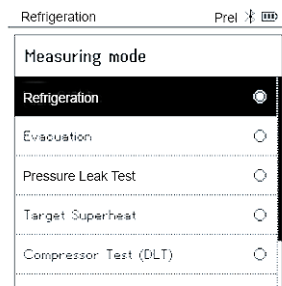 Refrigeration Prel
Measuring mode
Refrigeration
Evacuation
Pressure Leak Test
Target Superheat
Compressor Test (DLT)